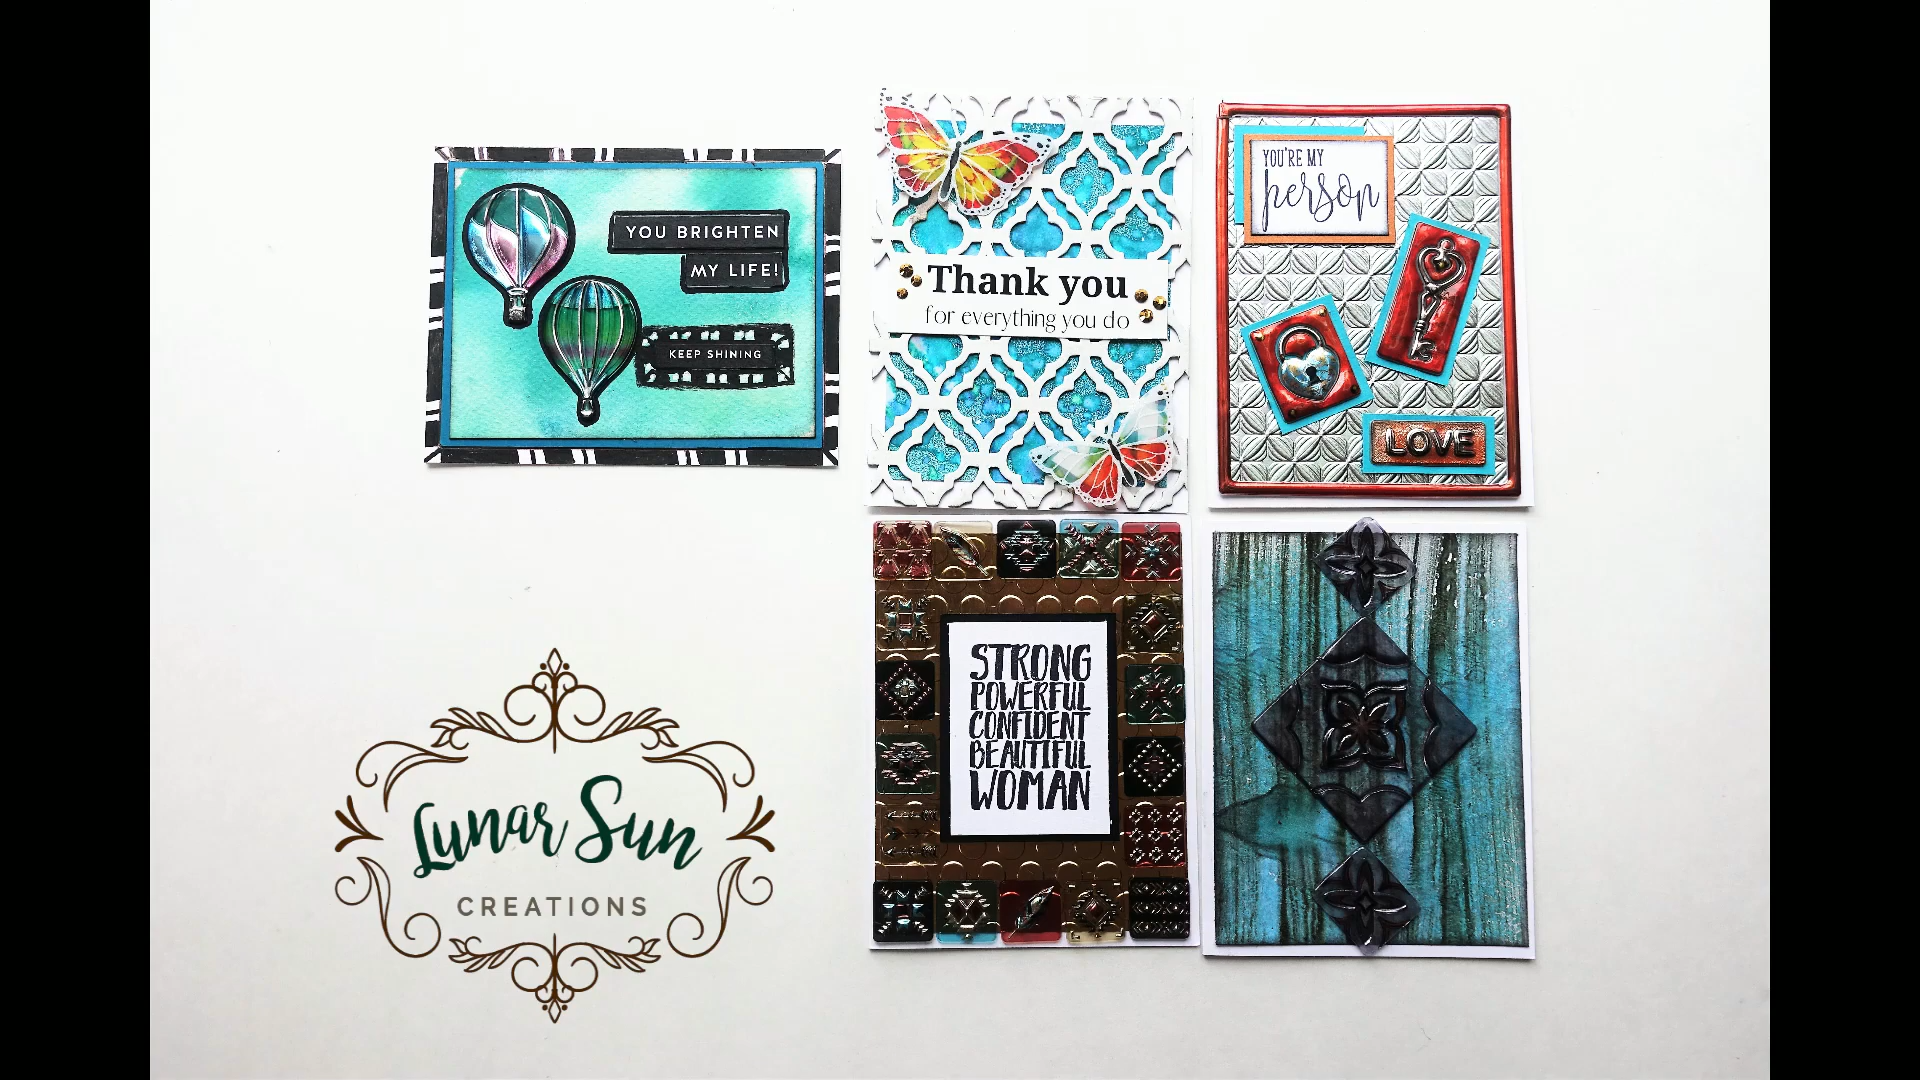 YOU BRIGHTEN
MY LIFE!
KEEP SHINING
Thank you
for everything you do
YOU'RE MY
person
LOVE
STRONG
POWERFUL
CONFIDENT
BEAUTIFUL
WOMAN
Lunar Sun
CREATIONS